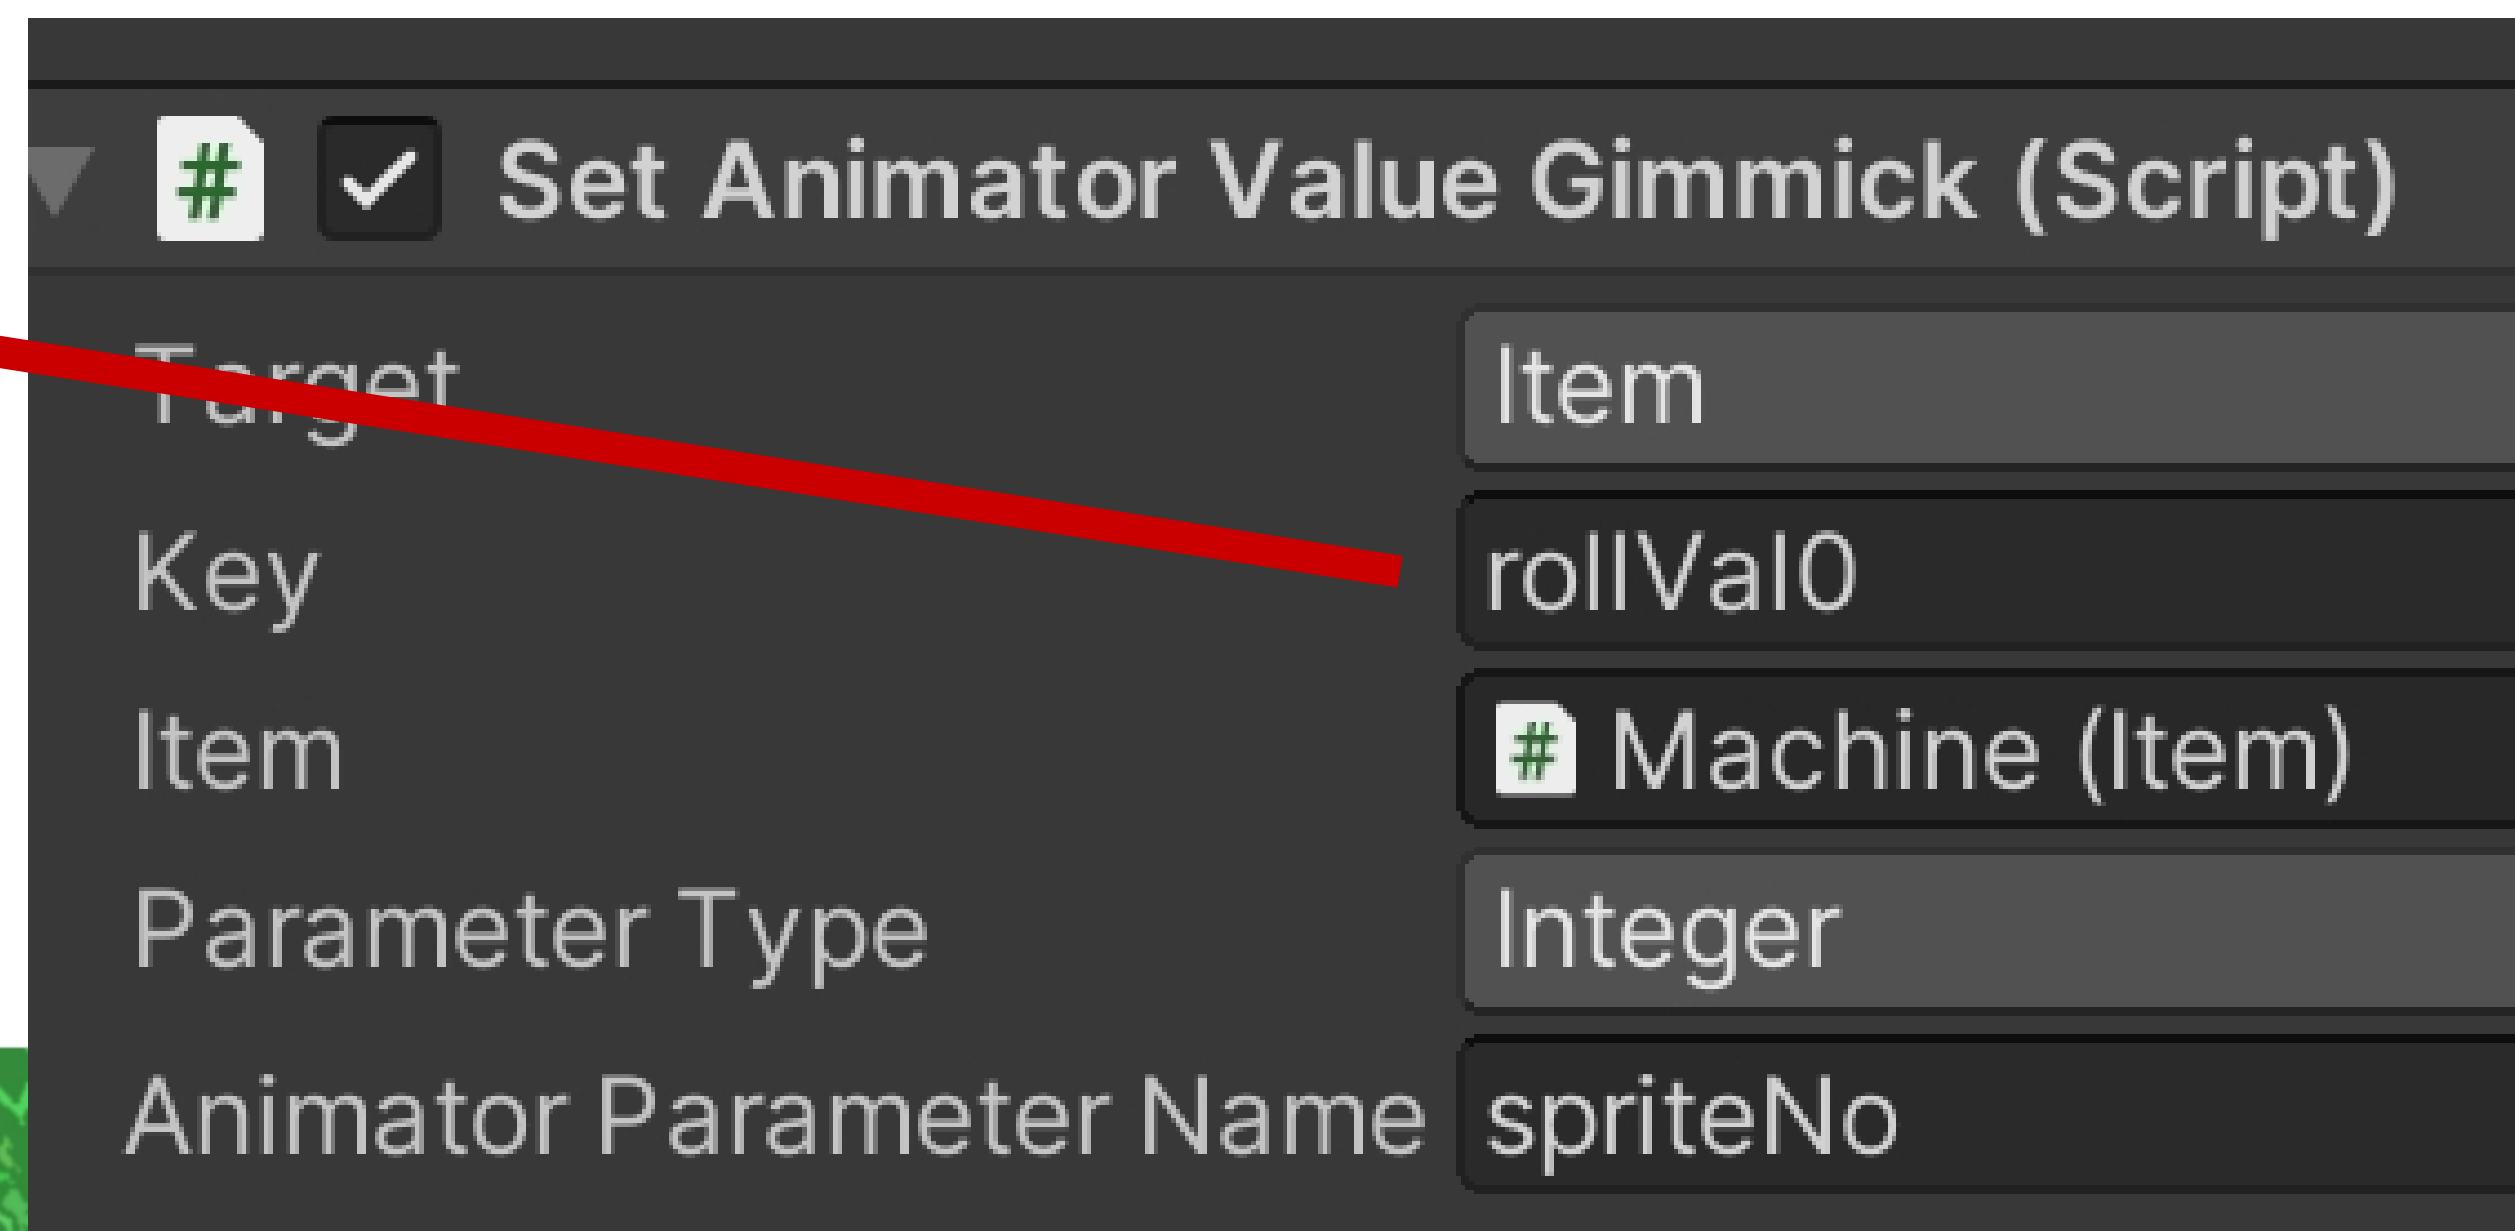 # Set Animator Value Gimmick (Script)
Target Item
Key rollVal0
Item # Machine (Item)
Parameter Type Integer
Animator Parameter Name spriteNo